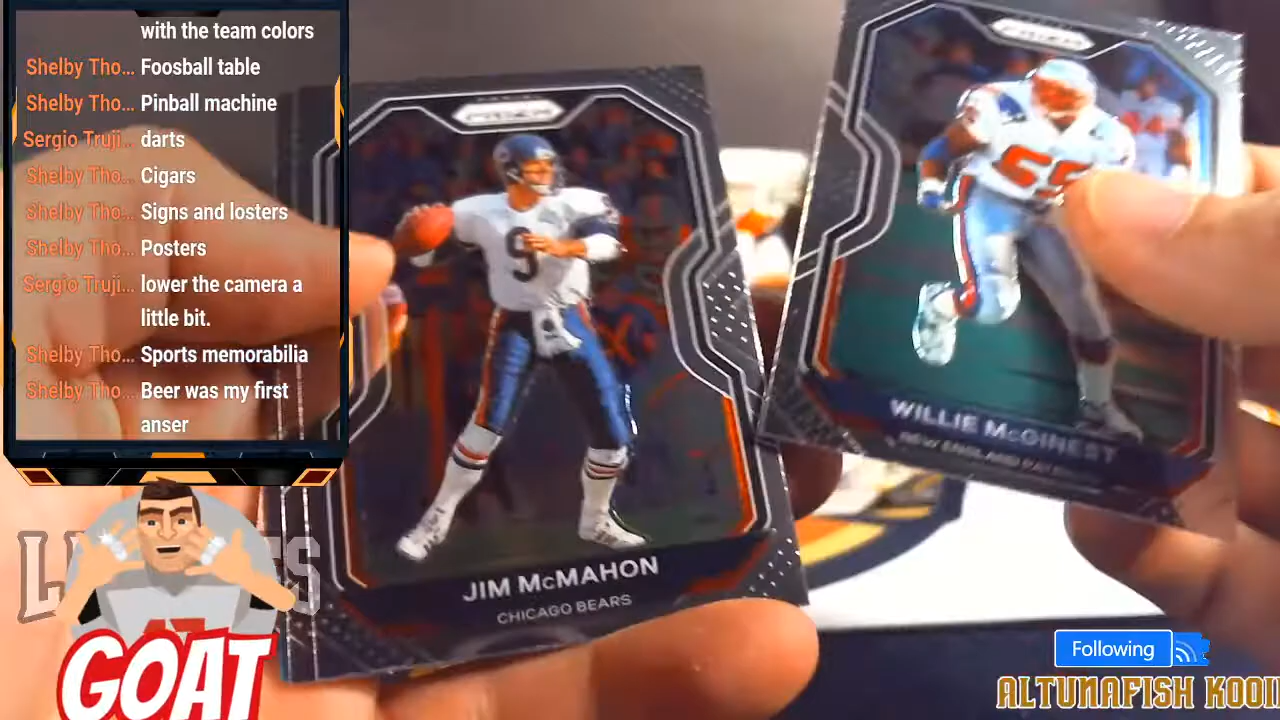 with the team colors
Shelby Tho... Foosball table
Shelby Tho... Pinball machine
Sergio Truji... darts
Shelby Tho... Cigars
Shelby Tho... Signs and losters
Shelby Tho... Posters
Sergio Truji... lower the camera a
little bit.
Shelby Tho... Sports memorabilia
Shelby Tho... Beer was my first
anser
PRIZM
9
JIM McMAHON
CHICAGO BEARS
PRIZM
55
WILLIE McGINEST
NEW ENGLAND
GOAT
Following
ALTUNAFISH KOOI